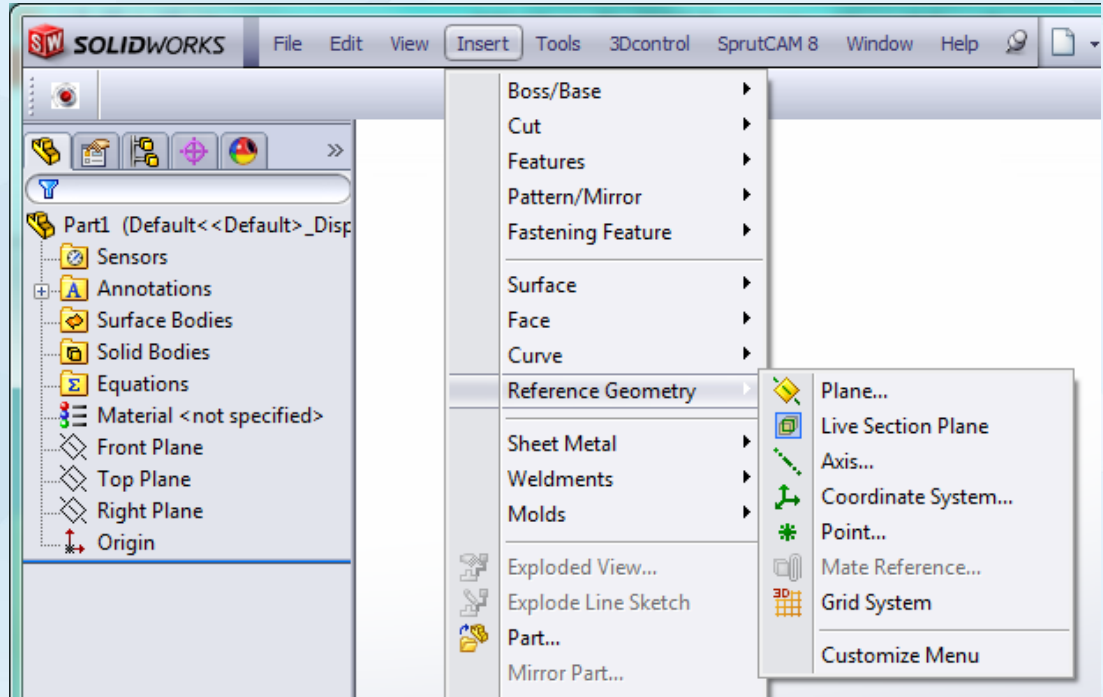 SW SOLIDWORKS File Edit View Insert Tools 3Dcontrol SprutCAM 8 Window Help
Part1 (Default<<Default>_Disp
Sensors
A Annotations
Surface Bodies
Solid Bodies
Σ Equations
Material <not specified>
Front Plane
Top Plane
Right Plane
Origin
Boss/Base
Cut
Features
Pattern/Mirror
Fastening Feature
Surface
Face
Curve
Reference Geometry
Sheet Metal
Weldments
Molds
Exploded View...
Explode Line Sketch
Part...
Mirror Part...
Plane...
Live Section Plane
Axis...
Coordinate System...
Point...
Mate Reference...
3D Grid System
Customize Menu